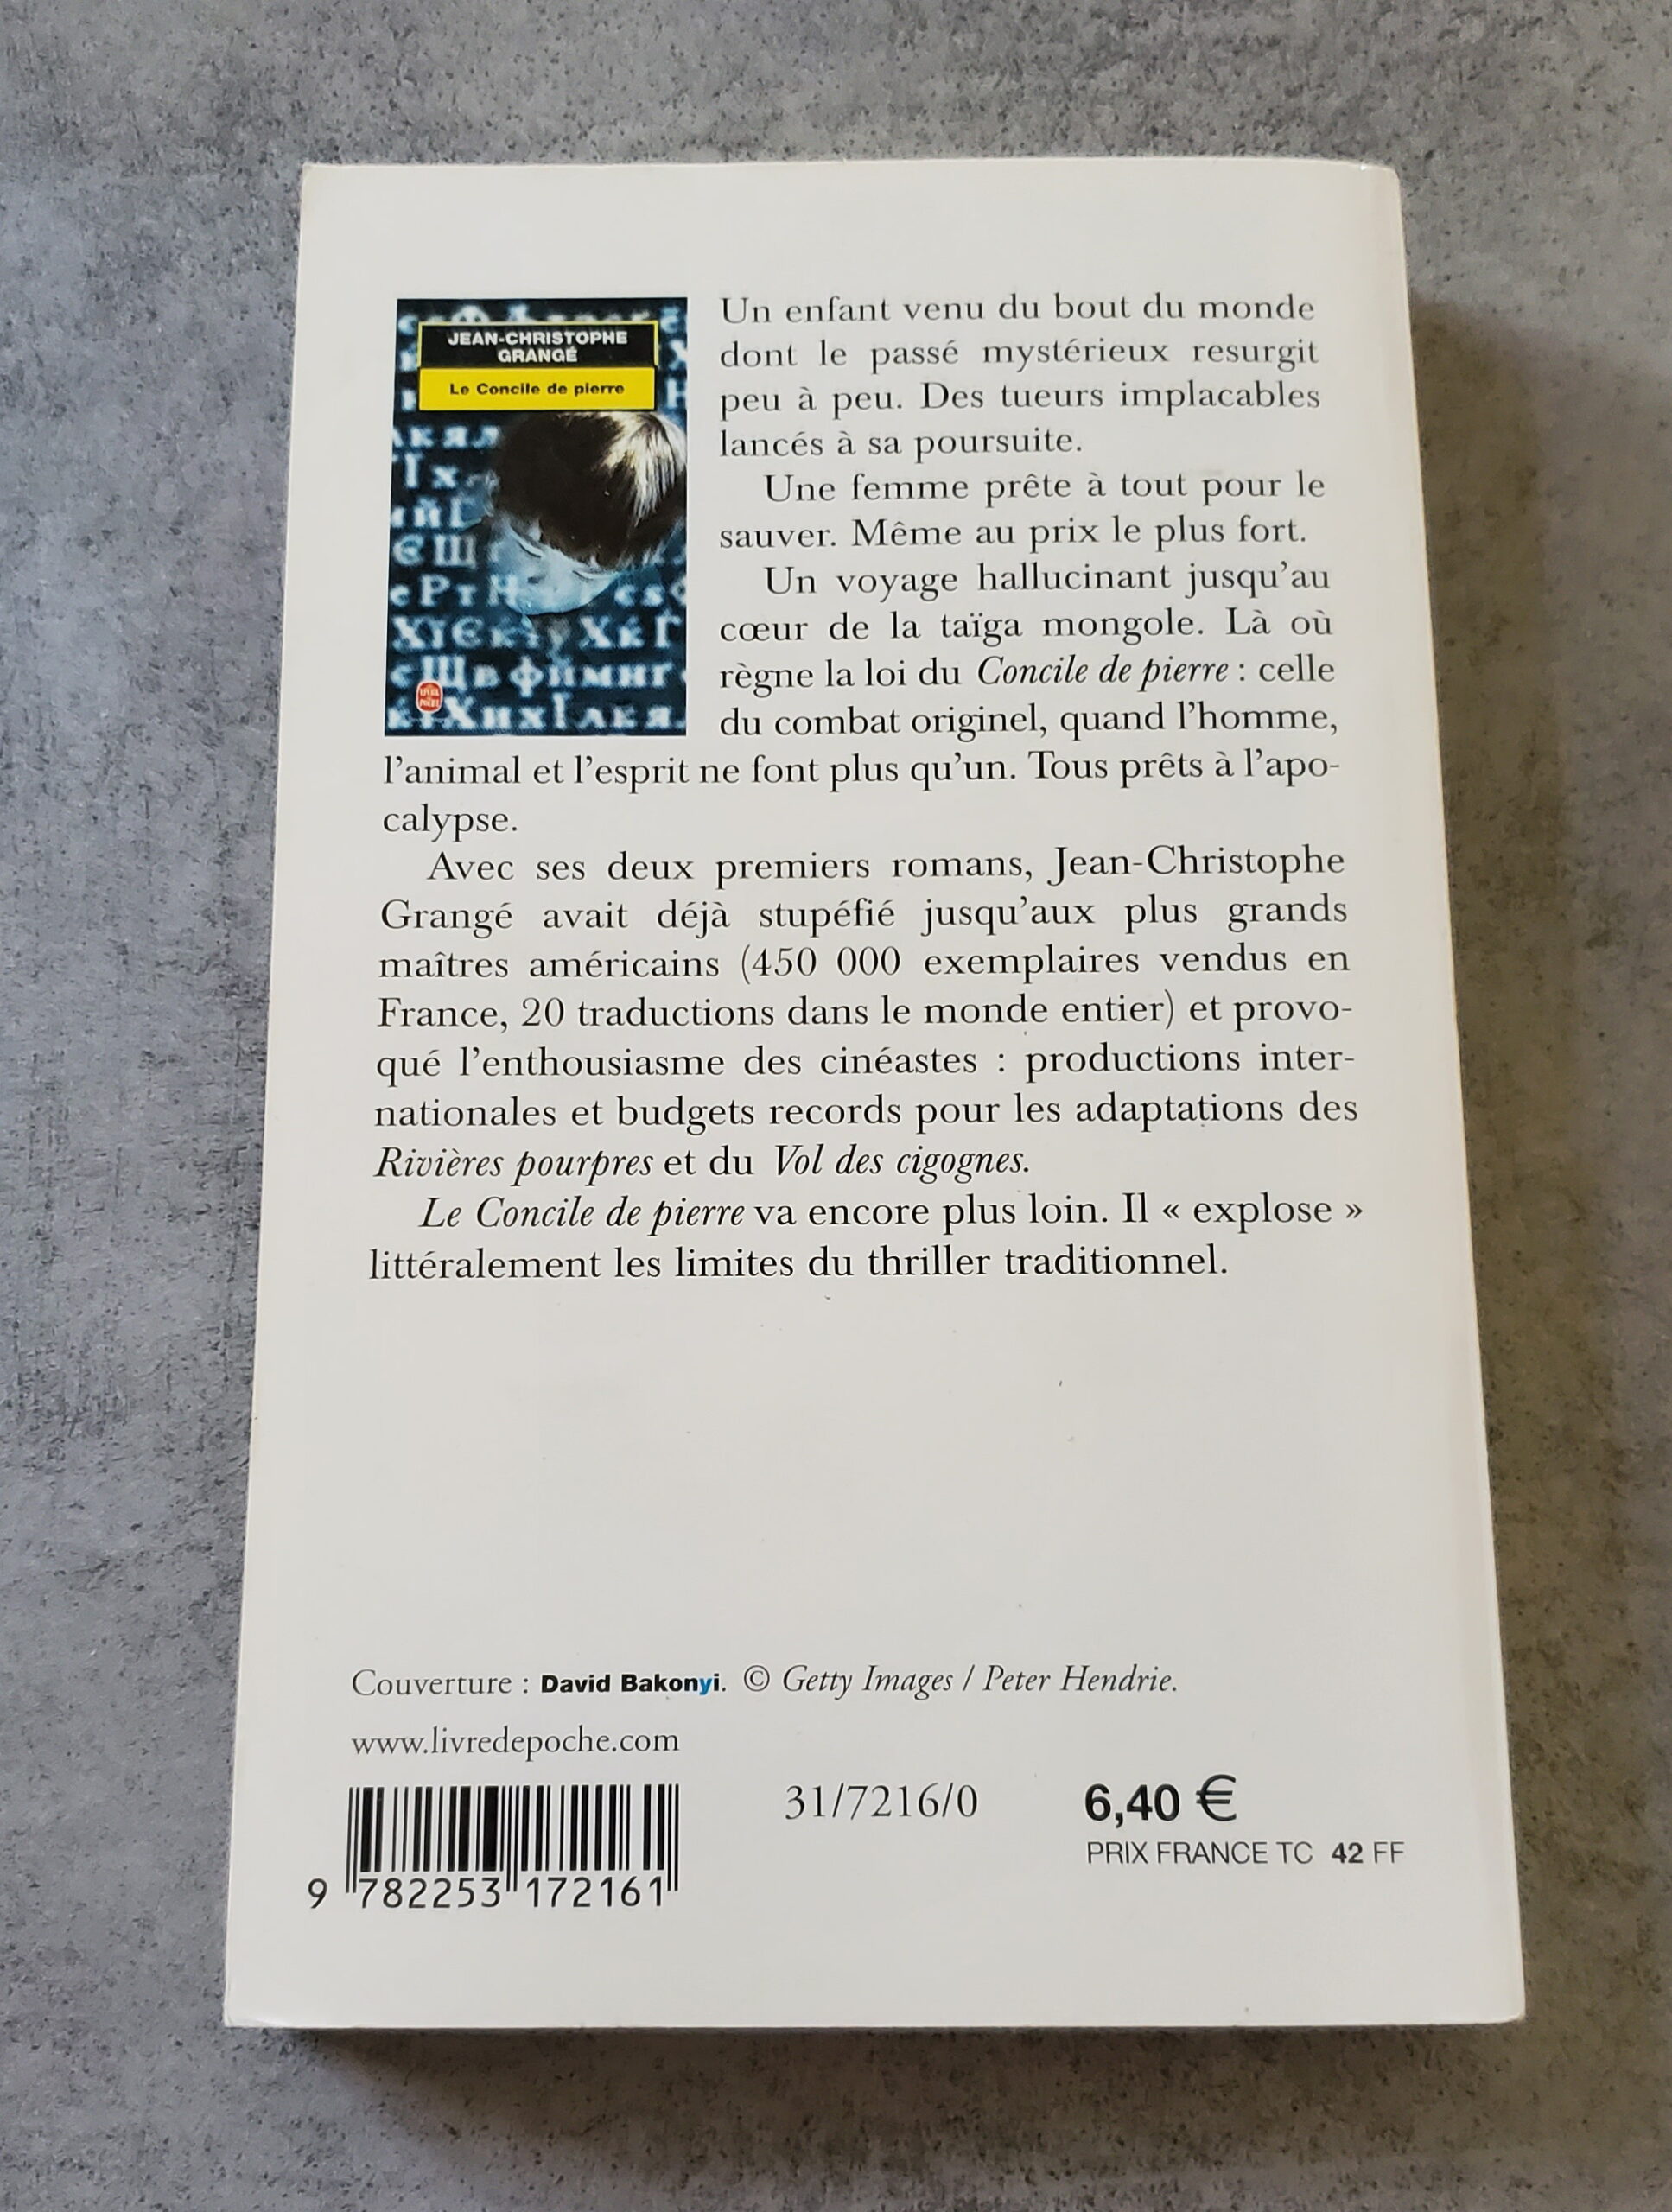 JEAN-CHRISTOPHE
GRANGÉ
Le Concile de pierre
Un enfant venu du bout du monde
dont le passé mystérieux resurgit
peu à peu. Des tueurs implacables
lancés à sa poursuite.
Une femme prête à tout pour le
sauver. Même au prix le plus fort.
Un voyage hallucinant jusqu'au
cœur de la taïga mongole. Là où
règne la loi du Concile de pierre : celle
du combat originel, quand l'homme,
l'animal et l'esprit ne font plus qu'un. Tous prêts à l'apo-
calypse.
Avec ses deux premiers romans, Jean-Christophe
Grangé avait déjà stupéfié jusqu'aux plus grands
maîtres américains (450 000 exemplaires vendus en
France, 20 traductions dans le monde entier) et provo-
qué l'enthousiasme des cinéastes : productions inter-
nationales et budgets records pour les adaptations des
Rivières pourpres et du Vol des cigognes.
Le Concile de pierre va encore plus loin. Il « explose »
littéralement les limites du thriller traditionnel.
Couverture : David Bakonyi. © Getty Images / Peter Hendrie.
www.livredepoche.com
31/7216/0
6,40 €
PRIX FRANCE TC 42 FF
9 782253 172161